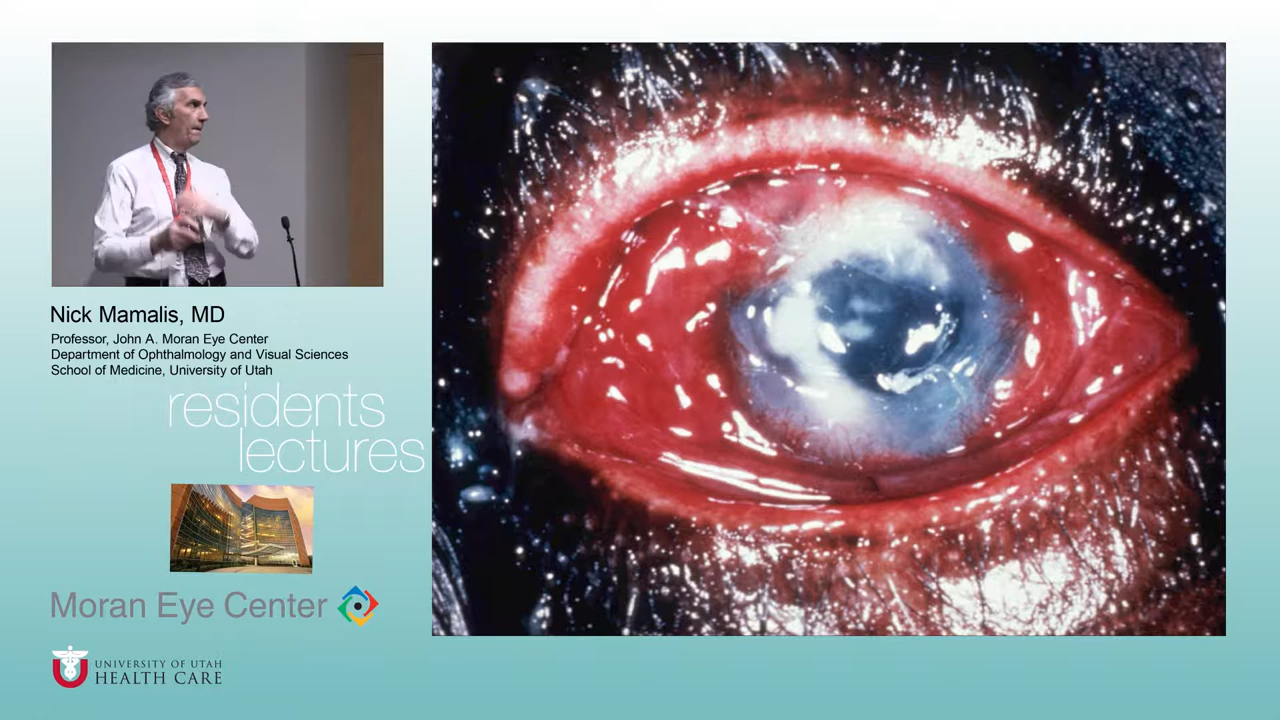 Nick Mamalis, MD
Professor, John A. Moran Eye Center
Department of Ophthalmology and Visual Sciences
School of Medicine, University of Utah
residents
lectures
Moran Eye Center
UNIVERSITY OF UTAH
HEALTH CARE